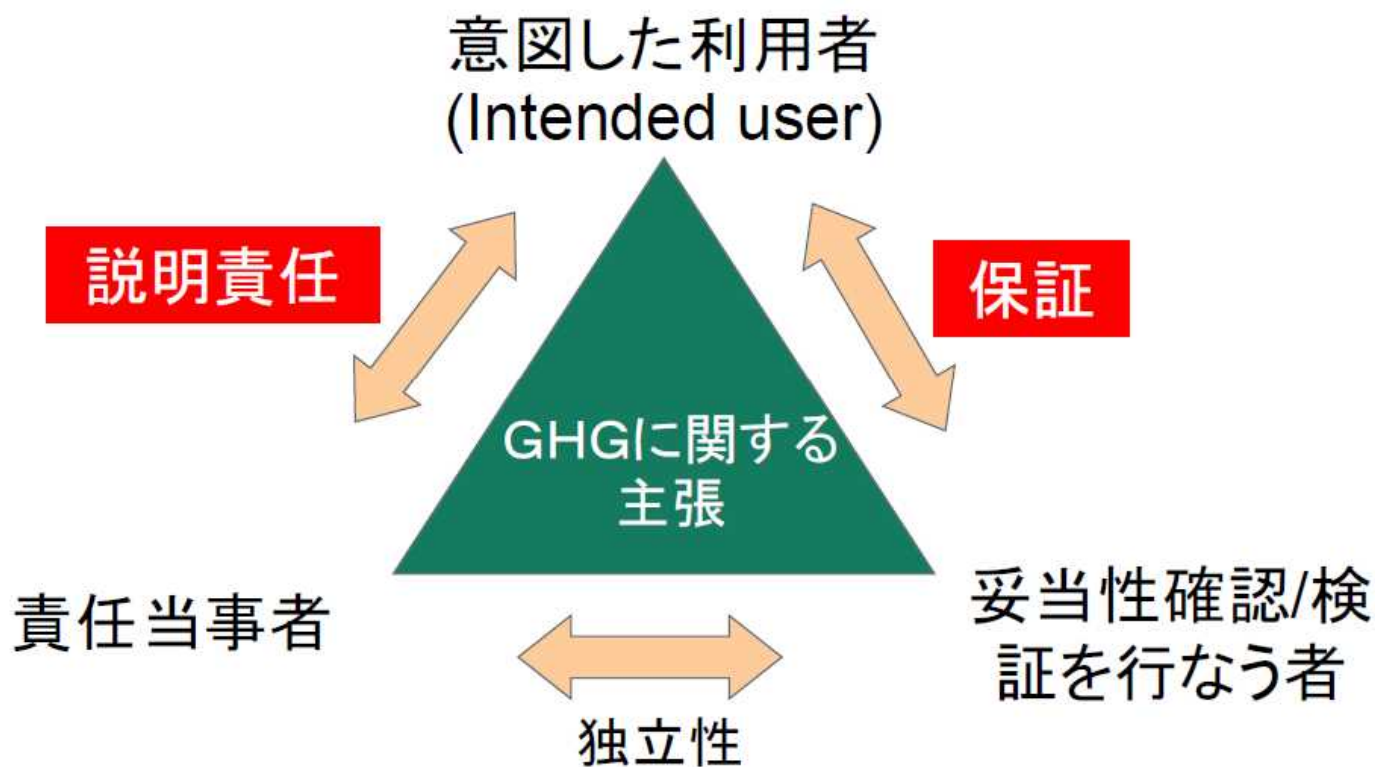 意図した利用者
(Intended user)
説明責任
保証
GHGに関する
主張
責任当事者
妥当性確認/検
証を行なう者
独立性